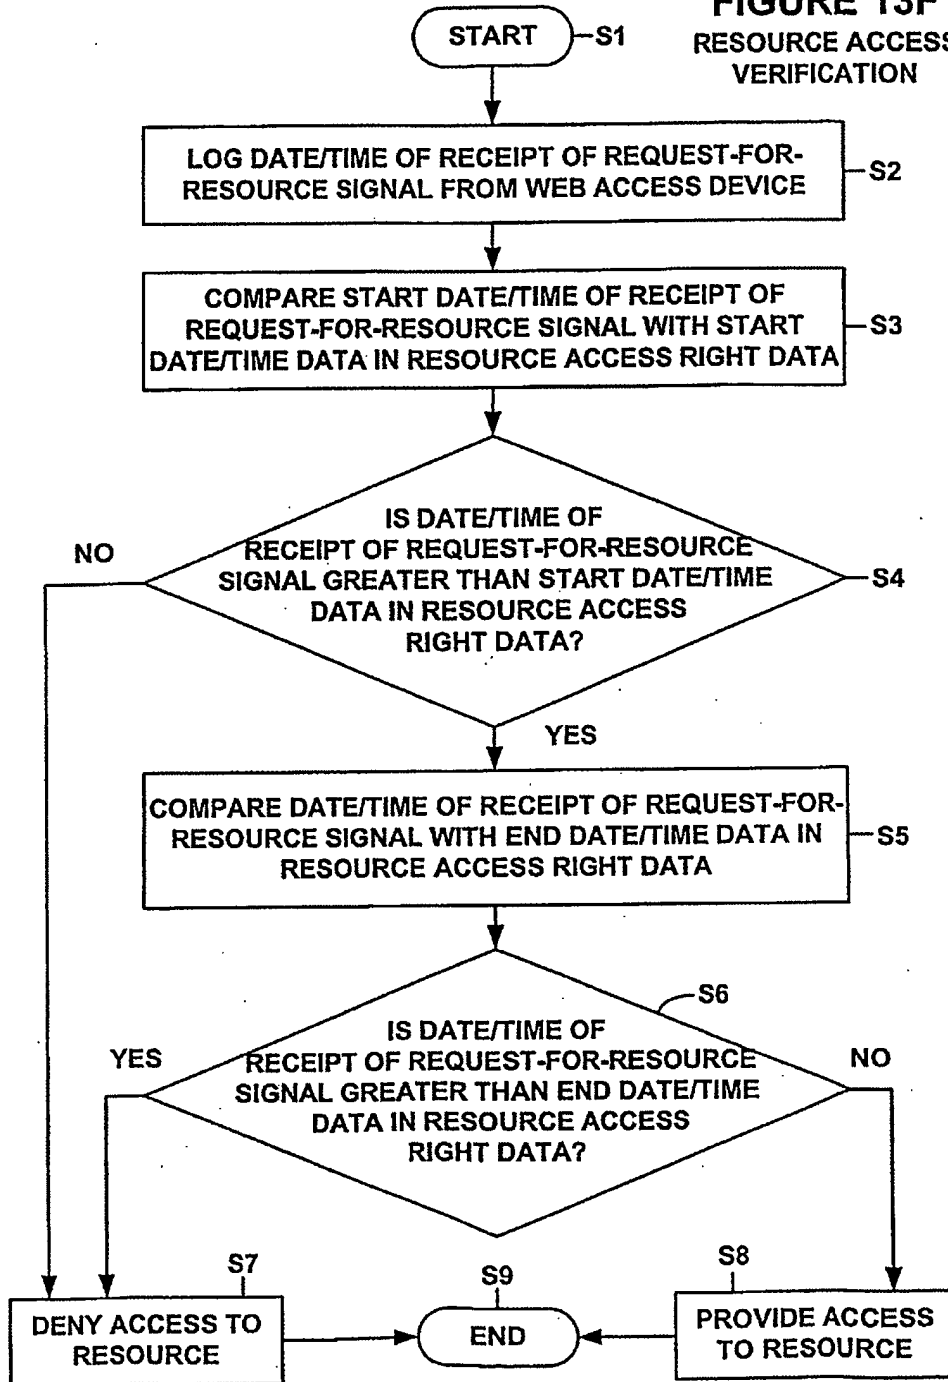 FIGURE 13F
RESOURCE ACCESS
VERIFICATION
START
S1
LOG DATE/TIME OF RECEIPT OF REQUEST-FOR-
RESOURCE SIGNAL FROM WEB ACCESS DEVICE
S2
COMPARE START DATE/TIME OF RECEIPT OF
REQUEST-FOR-RESOURCE SIGNAL WITH START
DATE/TIME DATA IN RESOURCE ACCESS RIGHT DATA
S3
IS DATE/TIME OF
RECEIPT OF REQUEST-FOR-RESOURCE
SIGNAL GREATER THAN START DATE/TIME
DATA IN RESOURCE ACCESS
RIGHT DATA?
NO
S4
YES
COMPARE DATE/TIME OF RECEIPT OF REQUEST-FOR-
RESOURCE SIGNAL WITH END DATE/TIME DATA IN
RESOURCE ACCESS RIGHT DATA
S5
S6
IS DATE/TIME OF
RECEIPT OF REQUEST-FOR-RESOURCE
SIGNAL GREATER THAN END DATE/TIME
DATA IN RESOURCE ACCESS
RIGHT DATA?
YES
NO
S7
DENY ACCESS TO
RESOURCE
S9
END
S8
PROVIDE ACCESS
TO RESOURCE